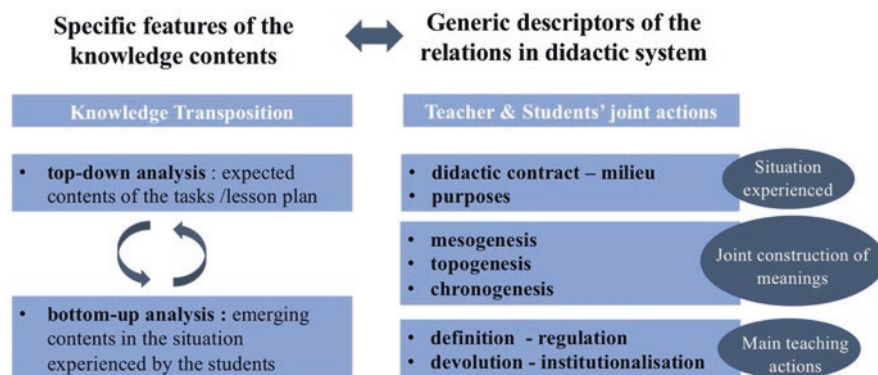 Specific features of the
knowledge contents
Generic descriptors of the
relations in didactic system
Knowledge Transposition
• top-down analysis : expected
contents of the tasks /lesson plan
• bottom-up analysis : emerging
contents in the situation
experienced by the students
Teacher & Students’ joint actions
• didactic contract – milieu
• purposes
Situation
experienced
• mesogenesis
• topogenesis
• chronogenesis
Joint construction of
meanings
• definition - regulation
• devolution - institutionalisation
Main teaching
actions